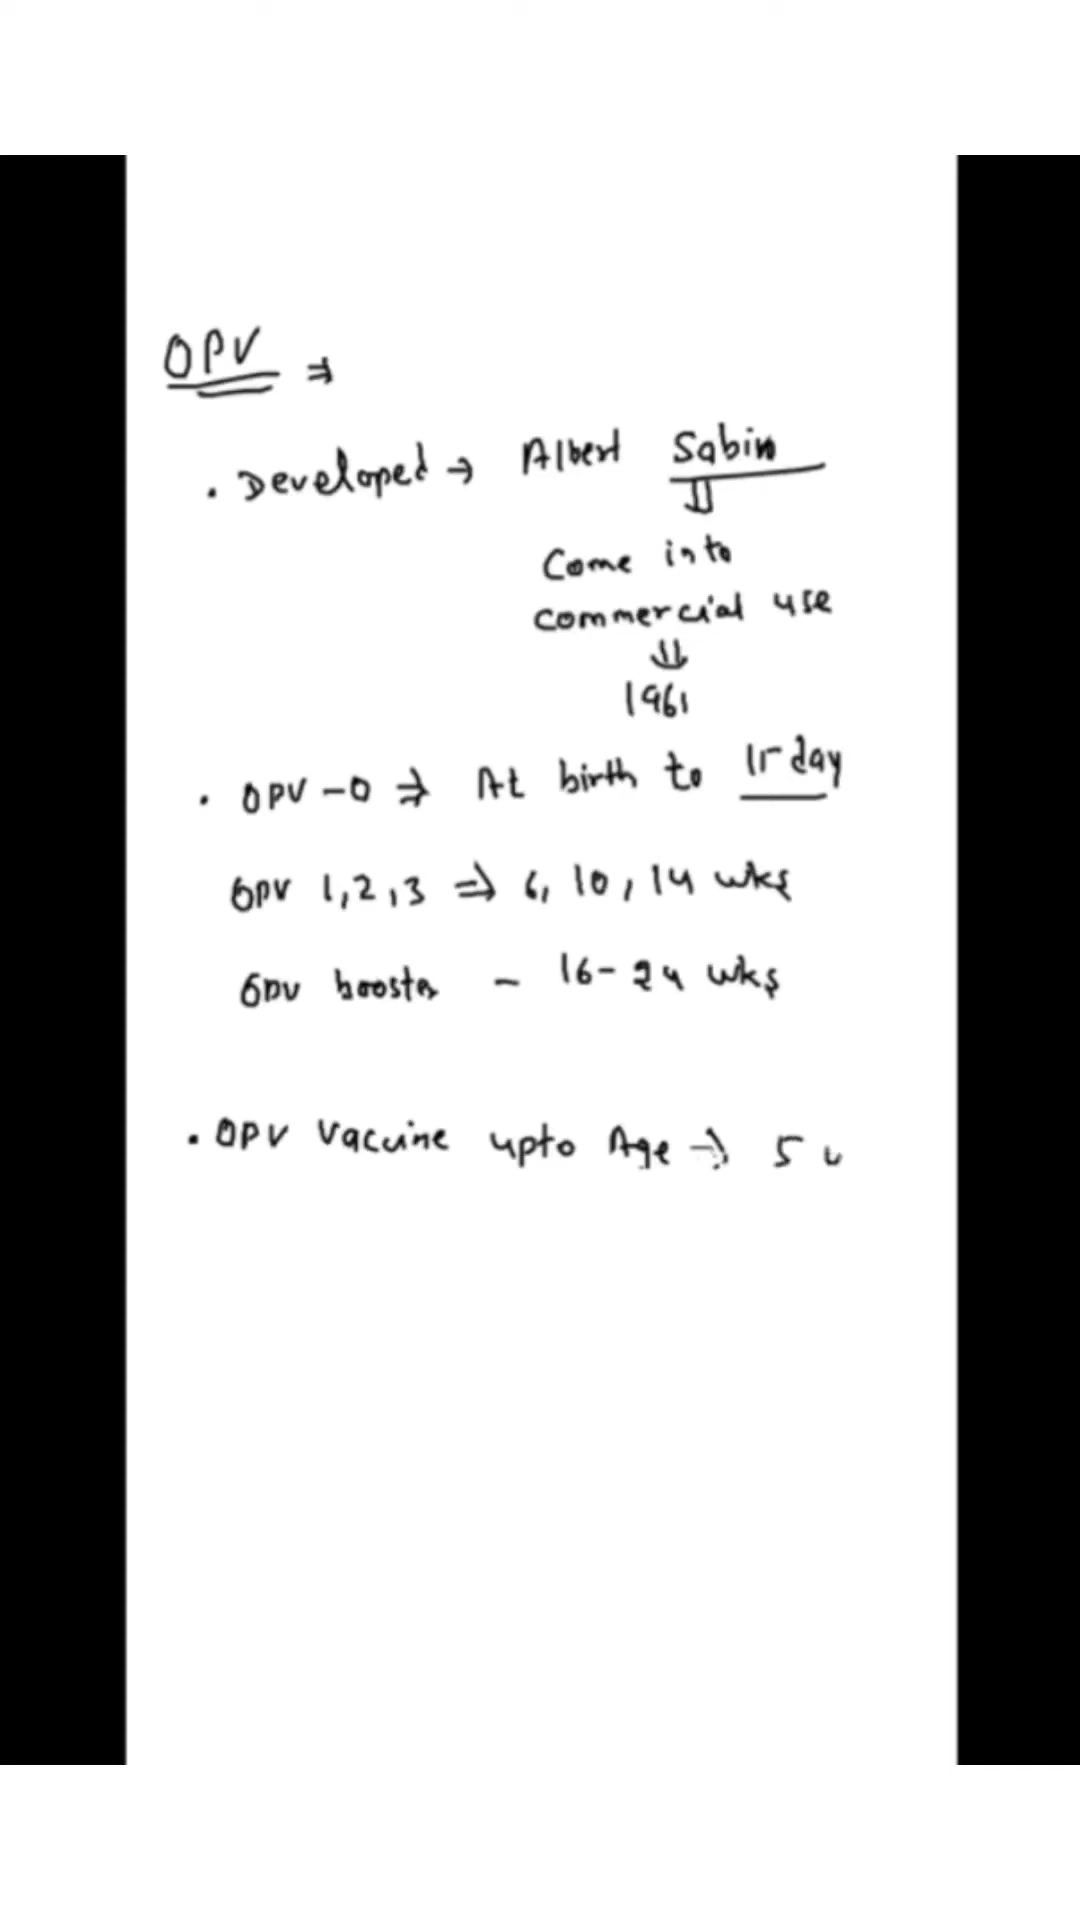 OPV ⇒
. Developed → Albert Sabin
⇓
Come into
commercial use
⇓
1961
. OPV - 0 ⇒ At birth to 15 day
OPV 1,2,3 ⇒ 6, 10, 14 wks
OPV booster - 16-24 wks
. OPV Vaccine upto Age → 5